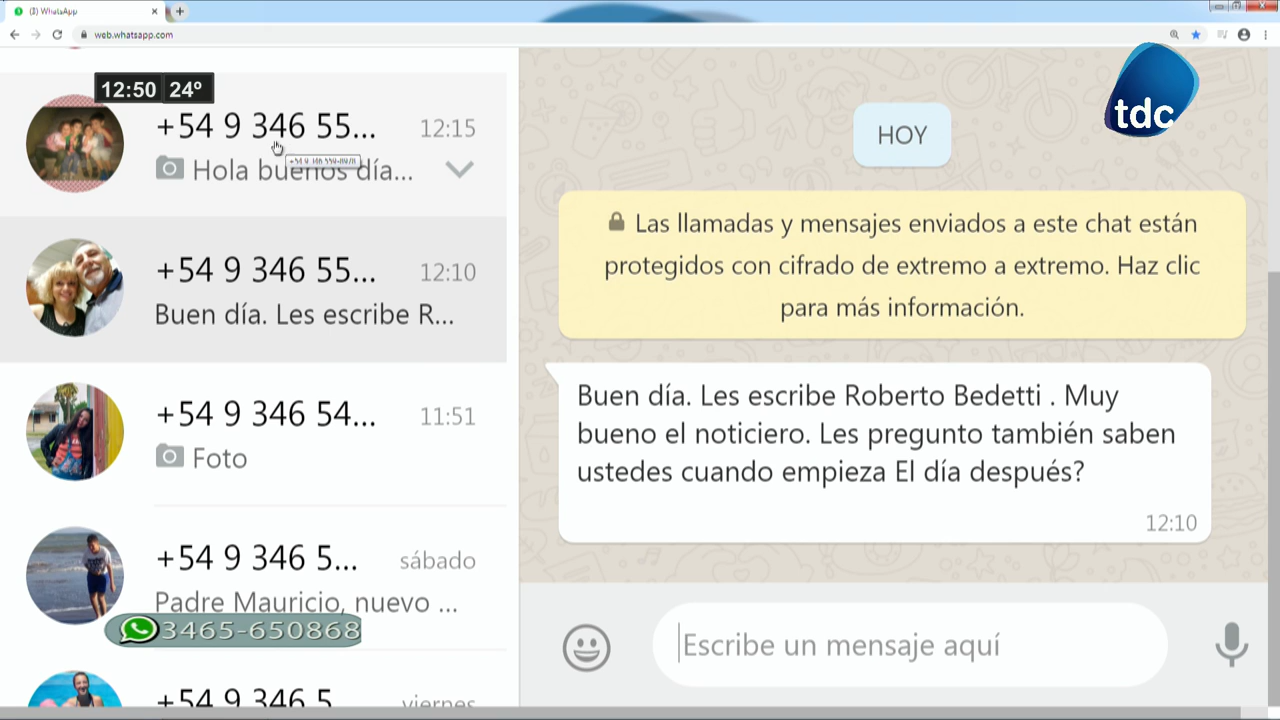 (3) WhatsApp
web.whatsapp.com
12:50 24º
+54 9 346 55... 12:15
Hola buenos día...
+54 9 346 55... 12:10
Buen día. Les escribe R...
+54 9 346 54... 11:51
Foto
+54 9 346 5... sábado
Padre Mauricio, nuevo ...
3465-650868
+54 9 346 5 viernes
tdc
HOY
Las llamadas y mensajes enviados a este chat están
protegidos con cifrado de extremo a extremo. Haz clic
para más información.
Buen día. Les escribe Roberto Bedetti . Muy
bueno el noticiero. Les pregunto también saben
ustedes cuando empieza El día después?
12:10
Escribe un mensaje aquí